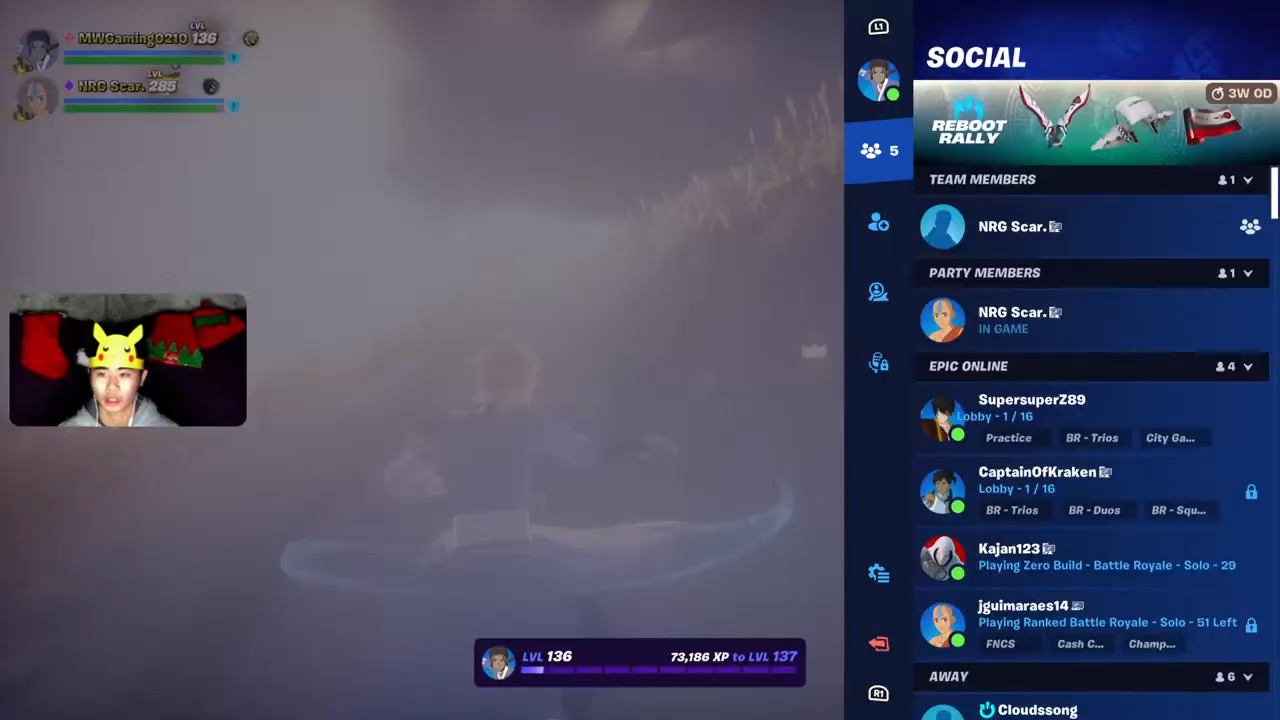 LVL
MWGaming0210 136
LVL
NRG Scar. 285
L1
5
SOCIAL
3W 0D
REBOOT
RALLY
TEAM MEMBERS 1
NRG Scar.
PARTY MEMBERS 1
NRG Scar.
IN GAME
EPIC ONLINE 4
SupersuperZ89
Lobby - 1 / 16
Practice BR - Trios City Ga...
CaptainOfKraken
Lobby - 1 / 16
BR - Trios BR - Duos BR - Squ...
Kajan123
Playing Zero Build - Battle Royale - Solo - 29
jguimaraes14
Playing Ranked Battle Royale - Solo - 51 Left
FNCS Cash C... Champ...
AWAY 6
Cloudssong
R1
LVL 136 73,186 XP to LVL 137